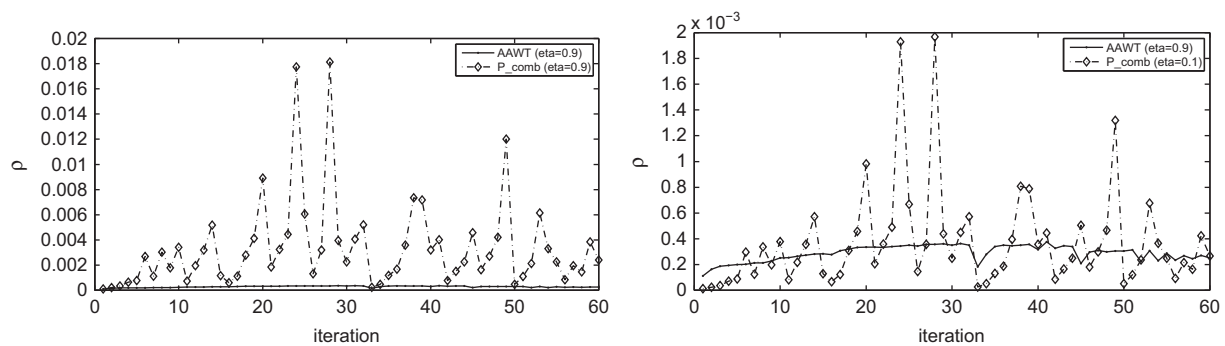 0.02
0.018
0.016
0.014
0.012
0.01
0.008
0.006
0.004
0.002
0
ρ
0 10 20 30 40 50 60
iteration
AAWT (eta=0.9)
P_comb (eta=0.9)
2 x 10⁻³
1.8
1.6
1.4
1.2
1
0.8
0.6
0.4
0.2
0
ρ
0 10 20 30 40 50 60
iteration
AAWT (eta=0.9)
P_comb (eta=0.1)